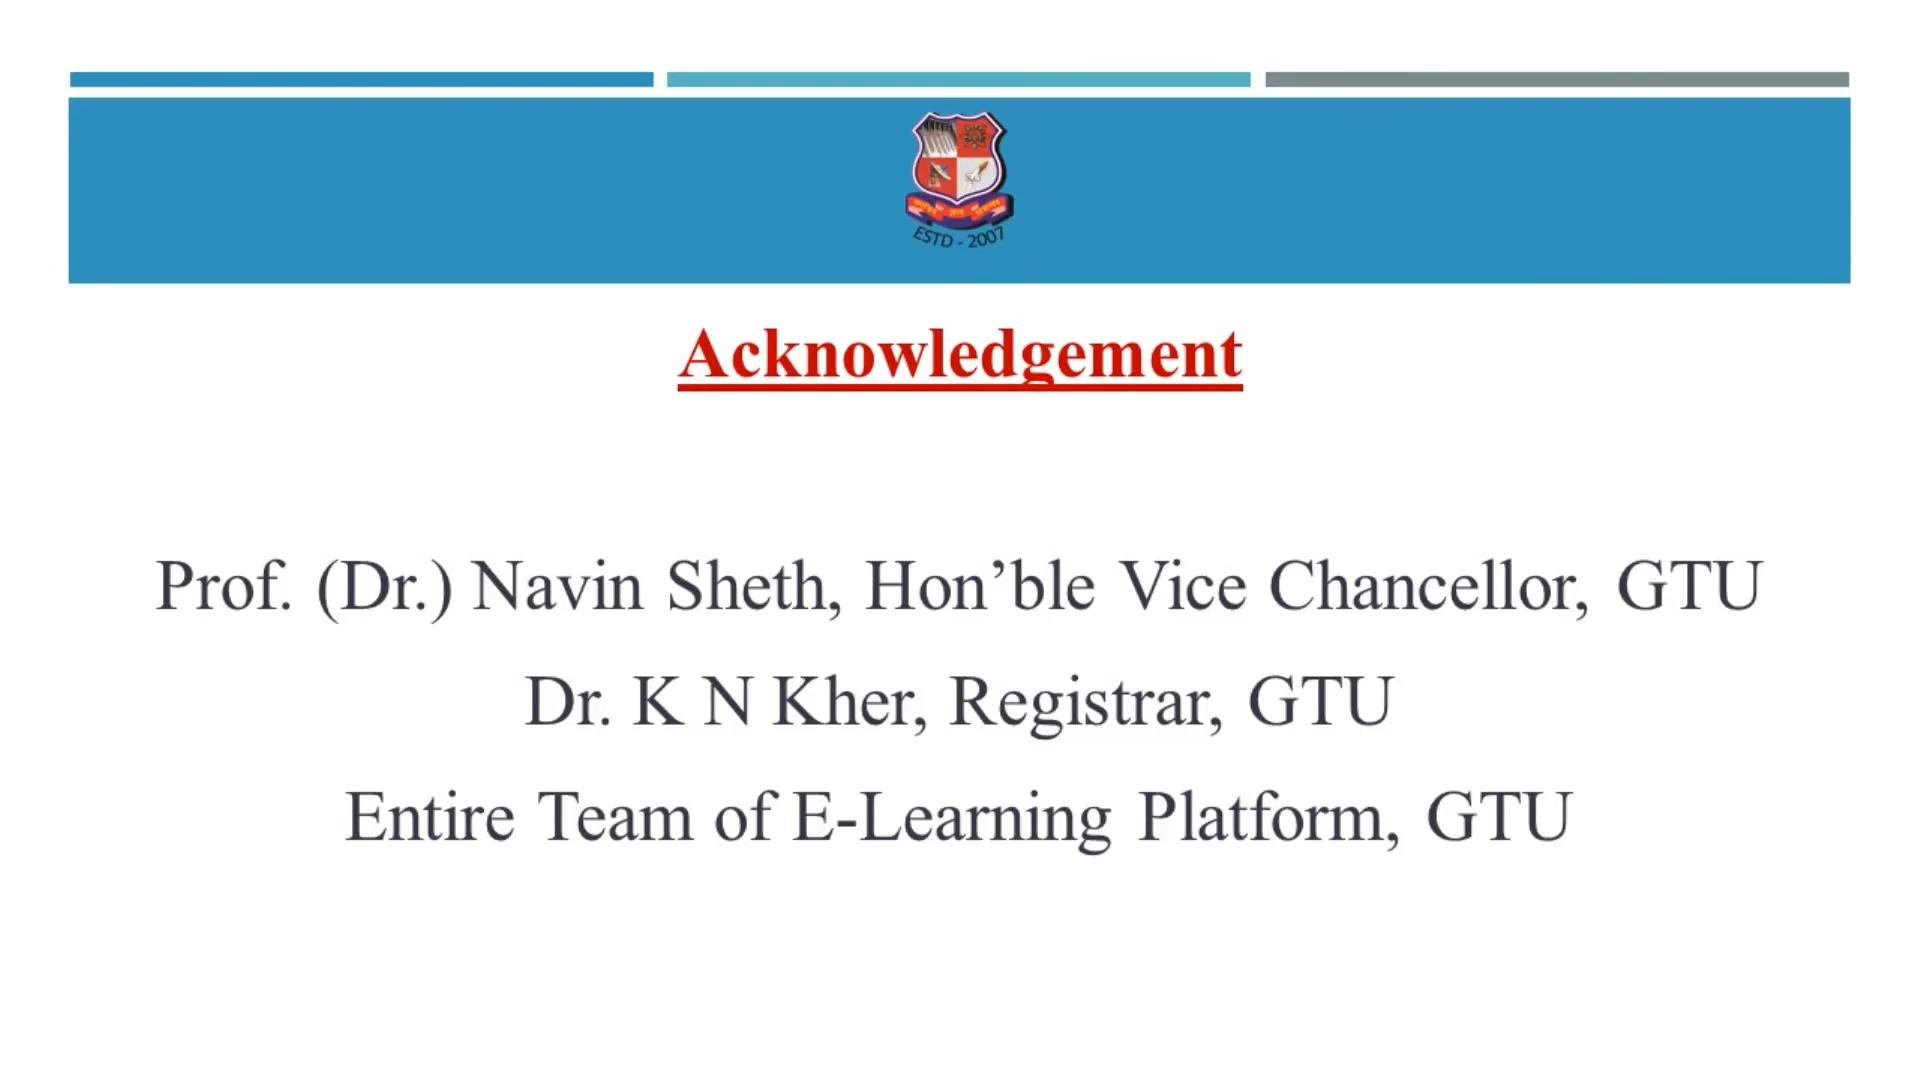 ESTD - 2007
Acknowledgement
Prof. (Dr.) Navin Sheth, Hon’ble Vice Chancellor, GTU
Dr. K N Kher, Registrar, GTU
Entire Team of E-Learning Platform, GTU